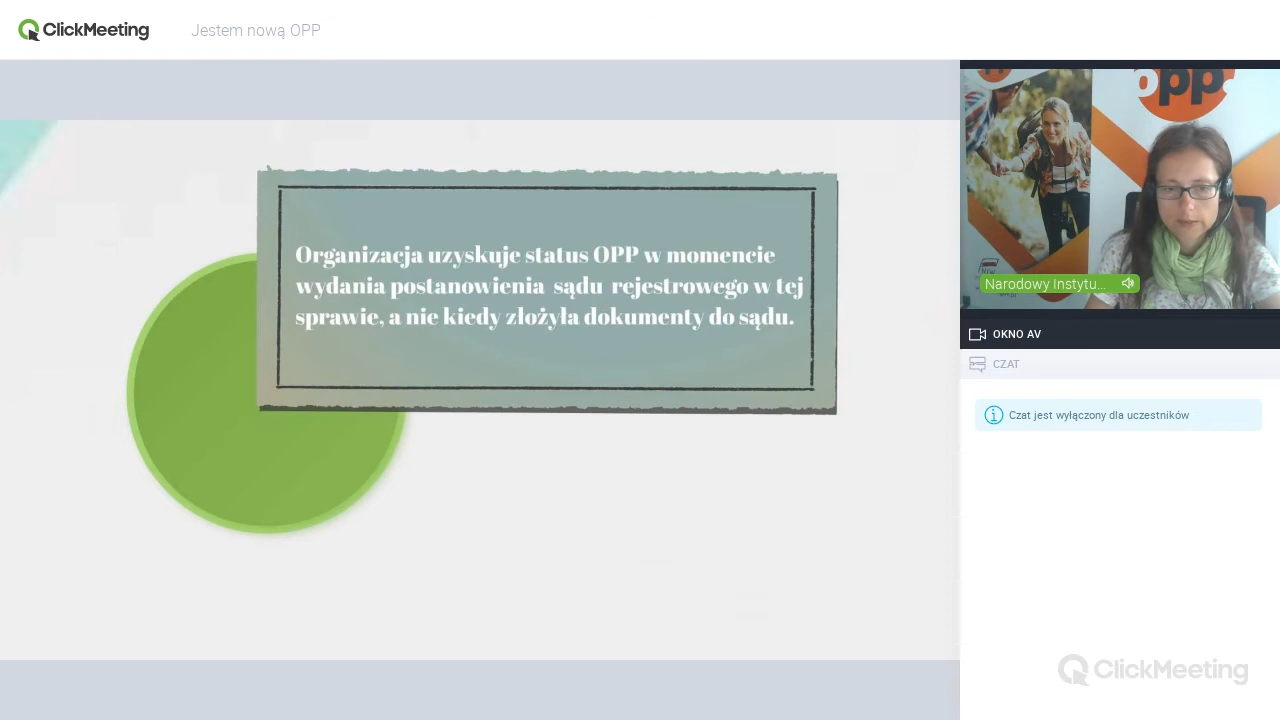 ClickMeeting
Jestem nową OPP
opp
Organizacja uzyskuje status OPP w momencie
wydania postanowienia sądu rejestrowego w tej
sprawie, a nie kiedy złożyła dokumenty do sądu.
Narodowy Instytu...
OKNO AV
CZAT
Czat jest wyłączony dla uczestników
ClickMeeting